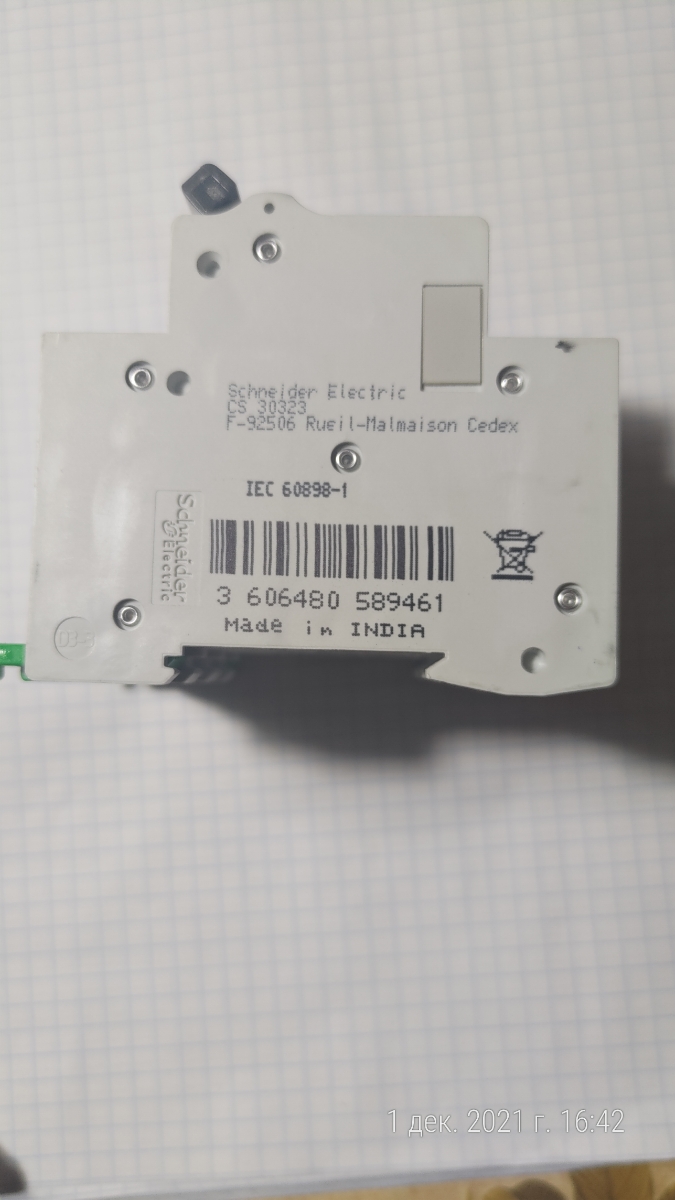 Schneider Electric
CS 30323
F-92506 Rueil-Malmaison Cedex
IEC 60898-1
Schneider
Electric
3 606480 589461
Made in INDIA
1 дек. 2021 г. 16:42